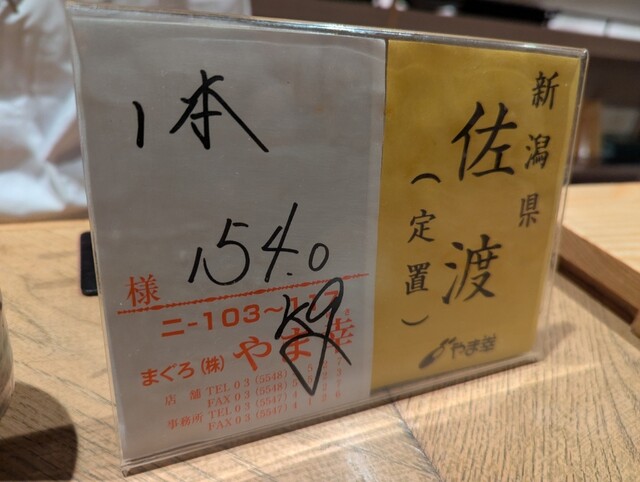 1本
154.0
kg
様
ニ-103~117
まぐろ(株)やま幸
店舗 TEL 03 (5548)
FAX 03 (5548)
事務所 TEL 03 (5547)
FAX 03 (5547)
新潟県
佐渡
(定置)
やま幸